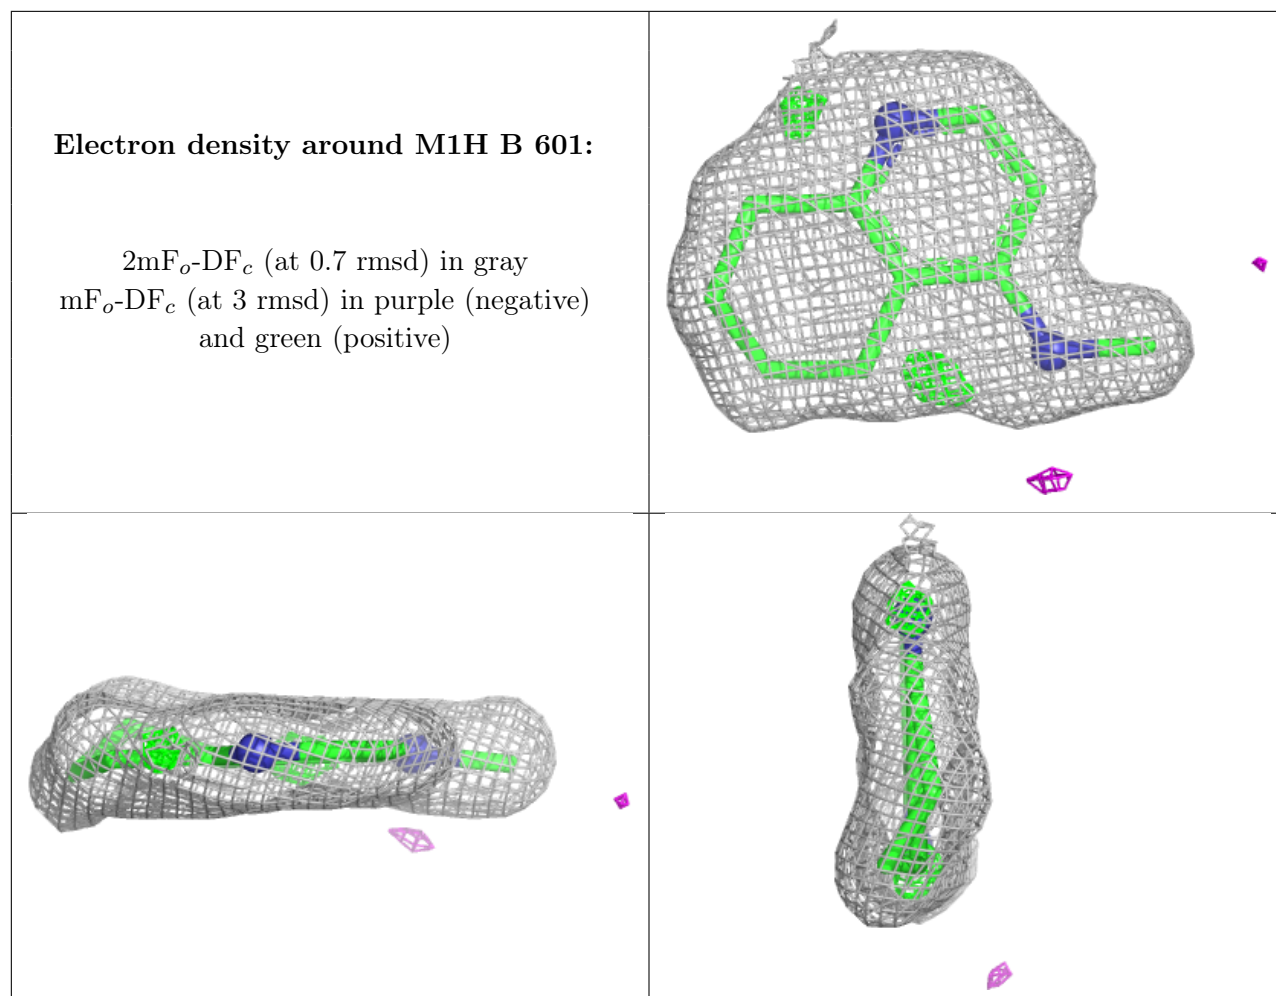 Electron density around M1H B 601:
2mFo-DFc (at 0.7 rmsd) in gray
mFo-DFc (at 3 rmsd) in purple (negative)
and green (positive)